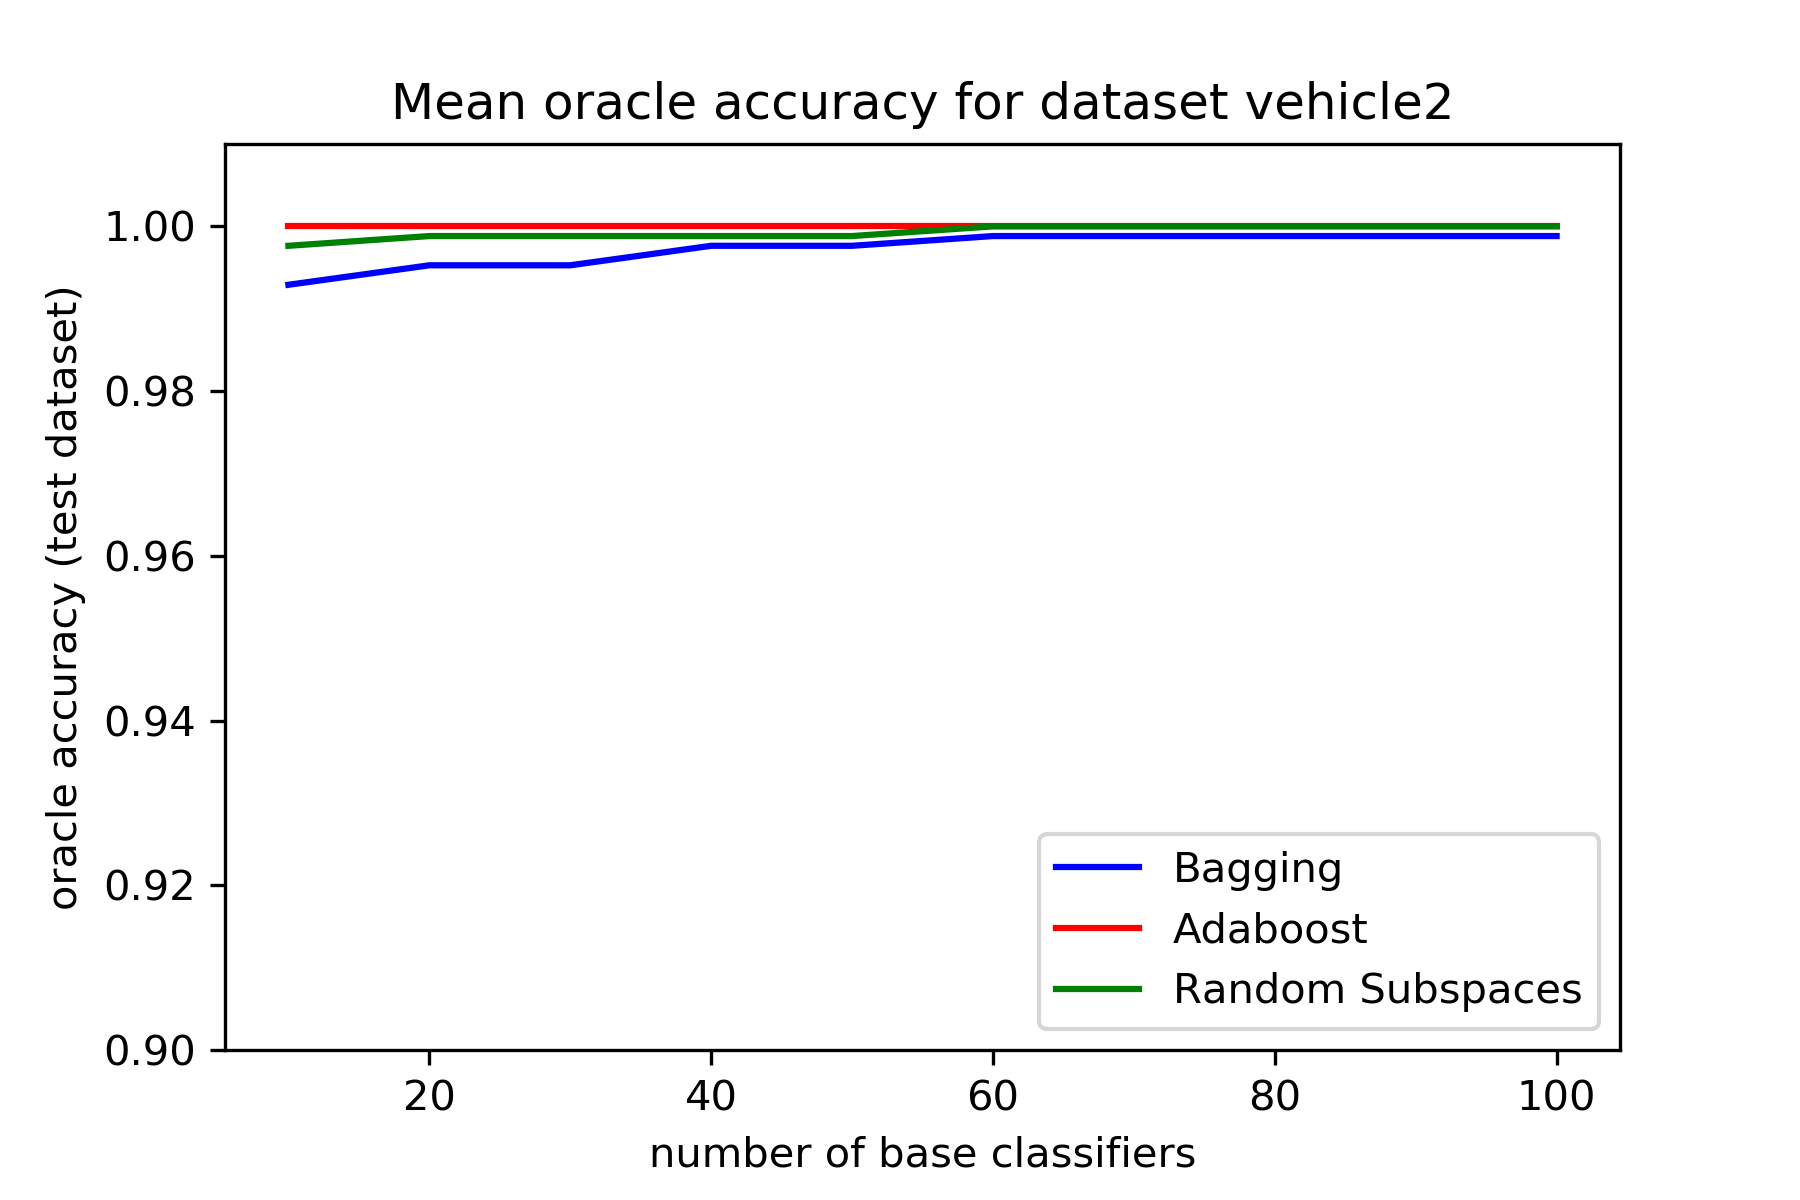 Mean oracle accuracy for dataset vehicle2
oracle accuracy (test dataset)
1.00
0.98
0.96
0.94
0.92
0.90
Bagging
Adaboost
Random Subspaces
20
40
60
80
100
number of base classifiers